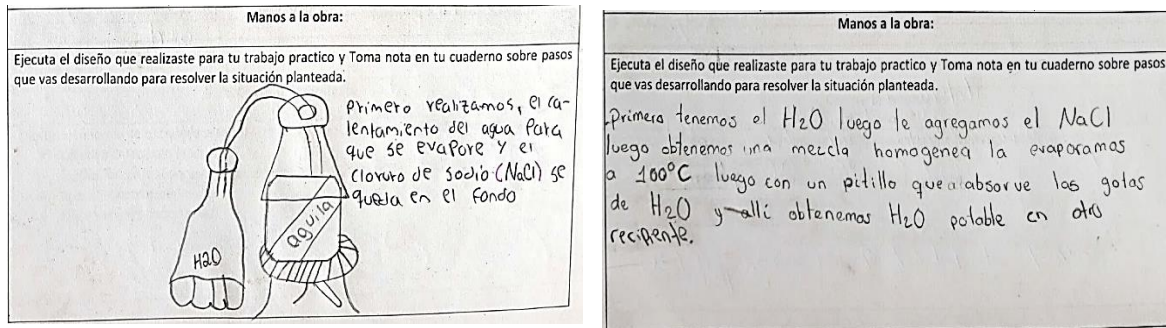 Manos a la obra:
Ejecuta el diseño que realizaste para tu trabajo practico y Toma nota en tu cuaderno sobre pasos
que vas desarrollando para resolver la situación planteada.
Primero realizamos, el ca-
lentamiento del agua Para
que se evapore y el
cloruro de sodio (NaCl) se
queda en el fondo
aguila
H2O
Manos a la obra:
Ejecuta el diseño que realizaste para tu trabajo practico y Toma nota en tu cuaderno sobre pasos
que vas desarrollando para resolver la situación planteada.
Primero tenemos el H2O luego le agregamos el NaCl
luego obtenemos una mezcla homogenea la evaporamos
a 100°C luego con un pitillo que absorve las gotas
de H2O y alli obtenemos H2O potable en otro
recipiente.